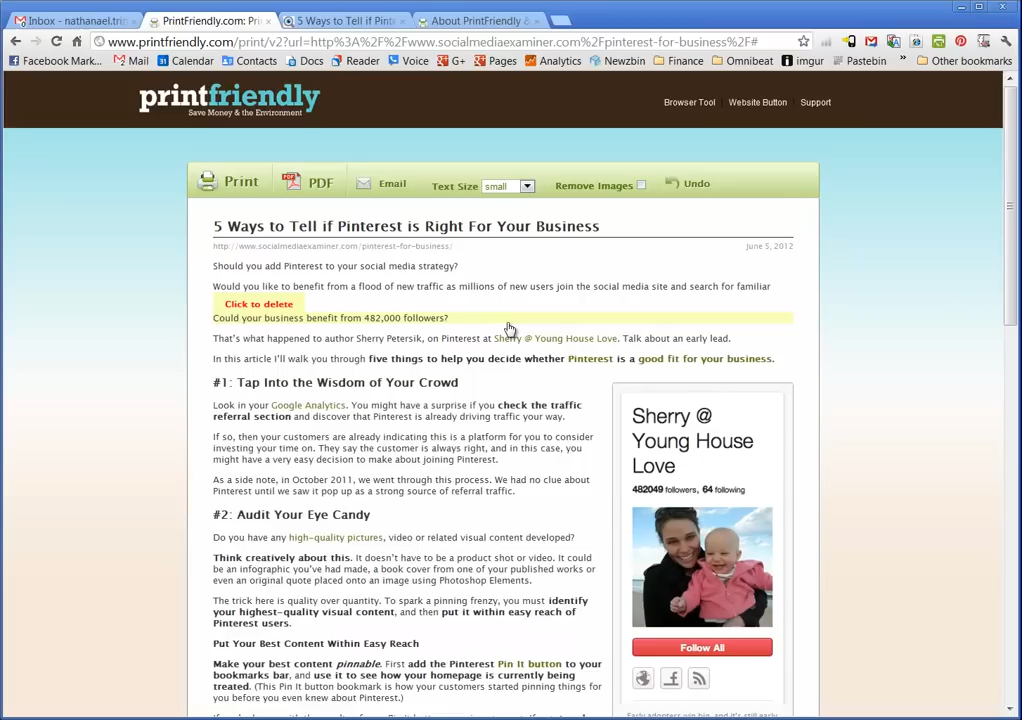 Inbox - nathanael.trin
PrintFriendly.com: Prin
5 Ways to Tell if Pinte
About PrintFriendly &
www.printfriendly.com/print/v2?url=http%3A%2F%2Fwww.socialmediaexaminer.com%2Fpinterest-for-business%2F#
Facebook Mark... Mail Calendar Contacts Docs Reader Voice G+ Pages Analytics Newzbin Finance Omnibeat imgur Pastebin » Other bookmarks
printfriendly
Save Money & the Environment
Browser Tool Website Button Support
Print PDF Email Text Size small Remove Images Undo
5 Ways to Tell if Pinterest is Right For Your Business
http://www.socialmediaexaminer.com/pinterest-for-business/ June 5, 2012
Should you add Pinterest to your social media strategy?
Would you like to benefit from a flood of new traffic as millions of new users join the social media site and search for familiar
Click to delete
Could your business benefit from 482,000 followers?
That's what happened to author Sherry Petersik, on Pinterest at Sherry @ Young House Love. Talk about an early lead.
In this article I'll walk you through five things to help you decide whether Pinterest is a good fit for your business.
#1: Tap Into the Wisdom of Your Crowd
Look in your Google Analytics. You might have a surprise if you check the traffic
referral section and discover that Pinterest is already driving traffic your way.
If so, then your customers are already indicating this is a platform for you to consider
investing your time on. They say the customer is always right, and in this case, you
might have a very easy decision to make about joining Pinterest.
As a side note, in October 2011, we went through this process. We had no clue about
Pinterest until we saw it pop up as a strong source of referral traffic.
#2: Audit Your Eye Candy
Do you have any high-quality pictures, video or related visual content developed?
Think creatively about this. It doesn't have to be a product shot or video. It could
be an infographic you've had made, a book cover from one of your published works or
even an original quote placed onto an image using Photoshop Elements.
The trick here is quality over quantity. To spark a pinning frenzy, you must identify
your highest-quality visual content, and then put it within easy reach of
Pinterest users.
Put Your Best Content Within Easy Reach
Make your best content pinnable. First add the Pinterest Pin It button to your
bookmarks bar, and use it to see how your homepage is currently being
treated. (This Pin It button bookmark is how your customers started pinning things for
you before you even knew about Pinterest.)
Sherry @
Young House
Love
482049 followers, 64 following
Follow All
Early adopters win big, and it's still early